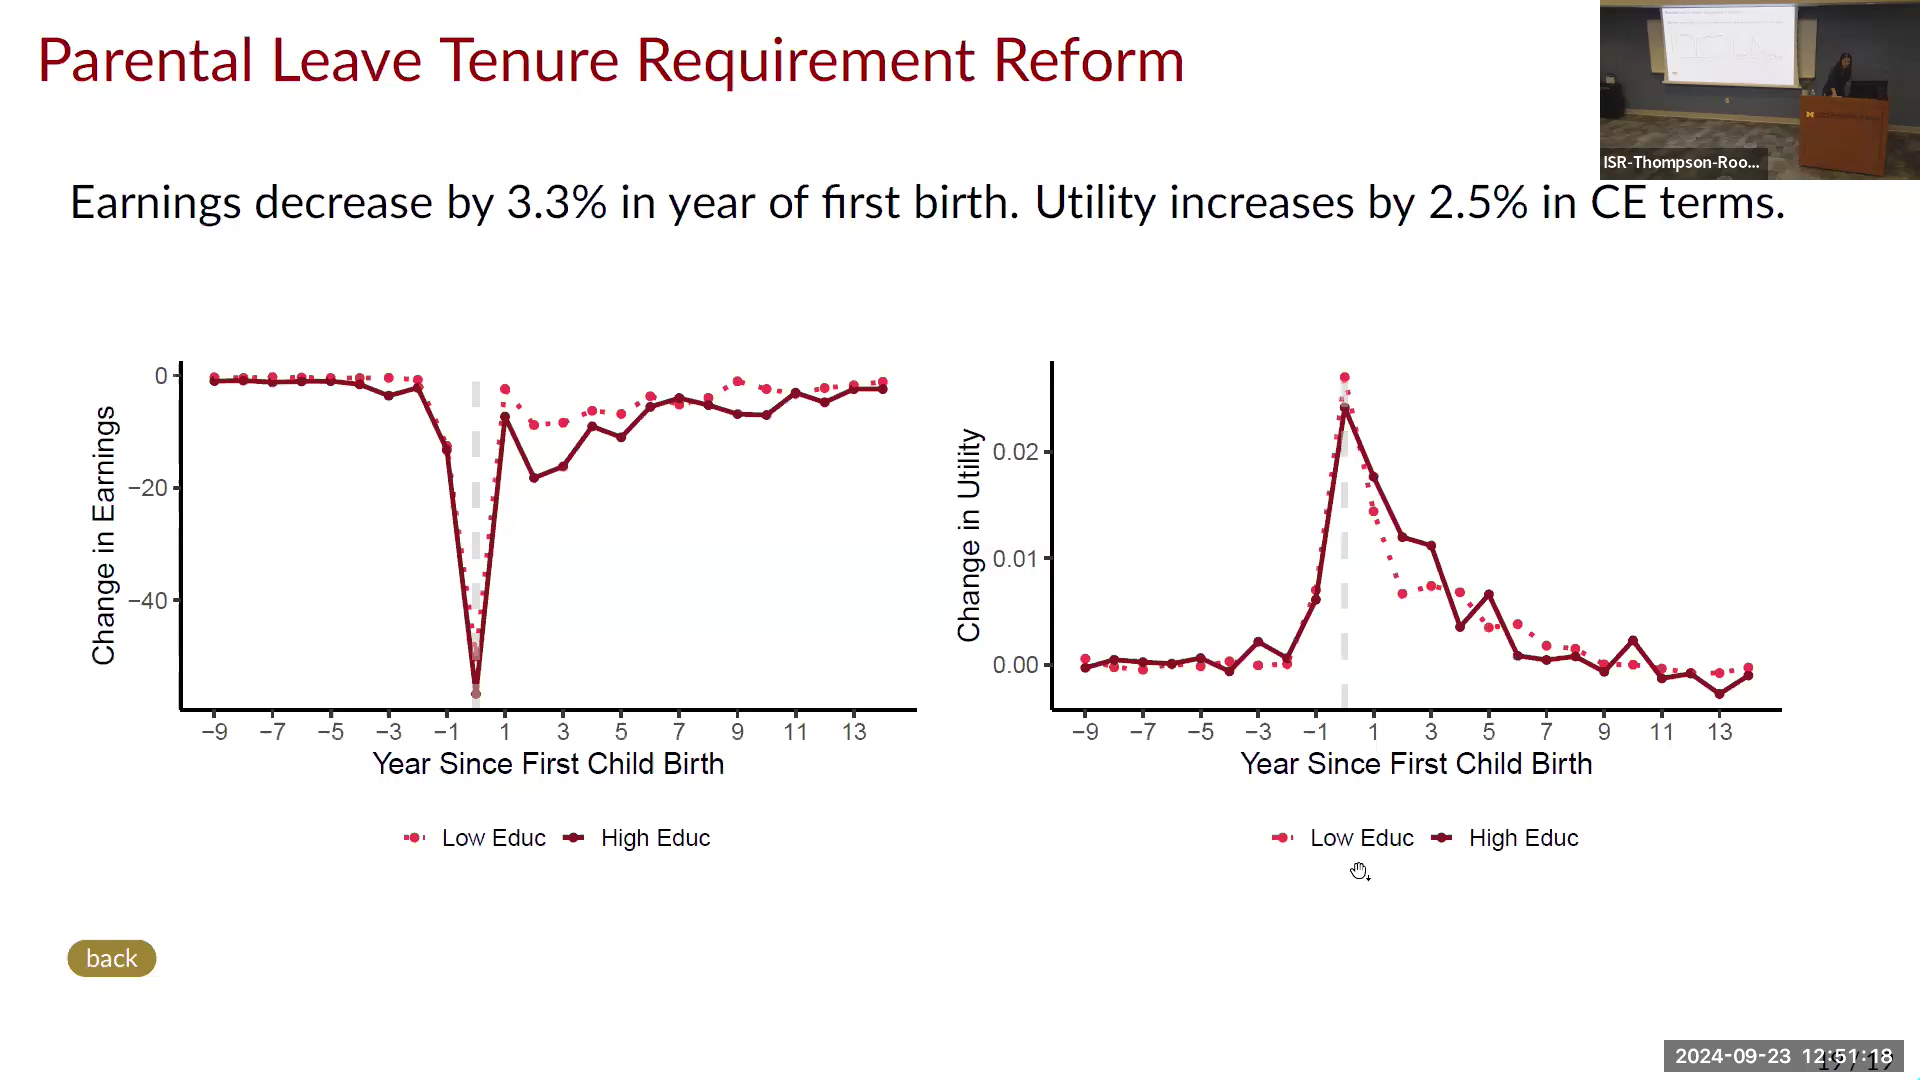 Parental Leave Tenure Requirement Reform
ISR-Thompson-Roo...
Earnings decrease by 3.3% in year of first birth. Utility increases by 2.5% in CE terms.
Change in Earnings
0
−20
−40
−9 −7 −5 −3 −1 1 3 5 7 9 11 13
Year Since First Child Birth
Low Educ High Educ
Change in Utility
0.02
0.01
0.00
−9 −7 −5 −3 −1 1 3 5 7 9 11 13
Year Since First Child Birth
Low Educ High Educ
back
2024-09-23 12:51:18
19 / 19